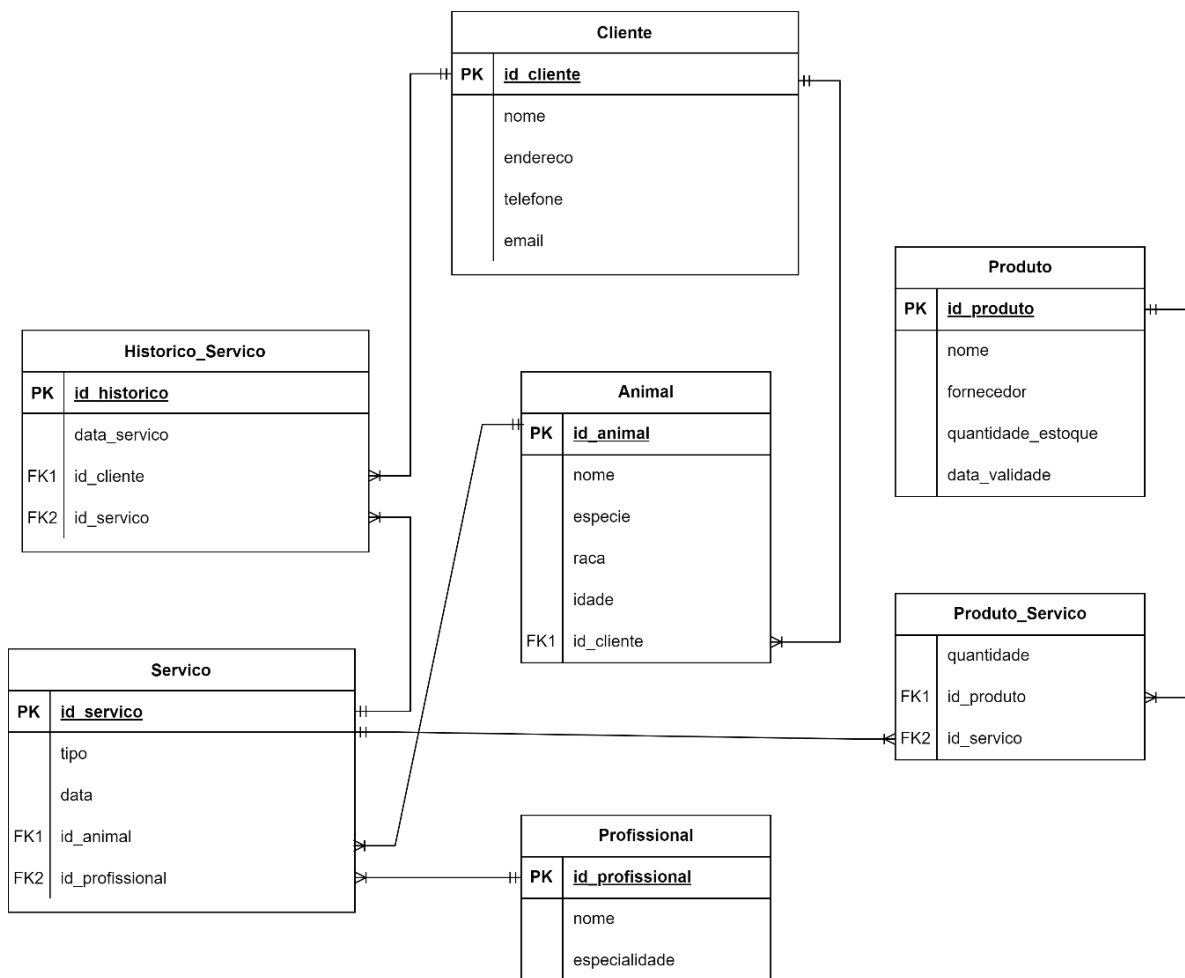 Cliente
PK id_cliente
nome
endereco
telefone
email
Produto
PK id_produto
nome
fornecedor
quantidade_estoque
data_validade
Historico_Servico
PK id_historico
data_servico
FK1 id_cliente
FK2 id_servico
Animal
PK id_animal
nome
especie
raca
idade
FK1 id_cliente
Produto_Servico
quantidade
FK1 id_produto
FK2 id_servico
Servico
PK id_servico
tipo
data
FK1 id_animal
FK2 id_profissional
Profissional
PK id_profissional
nome
especialidade